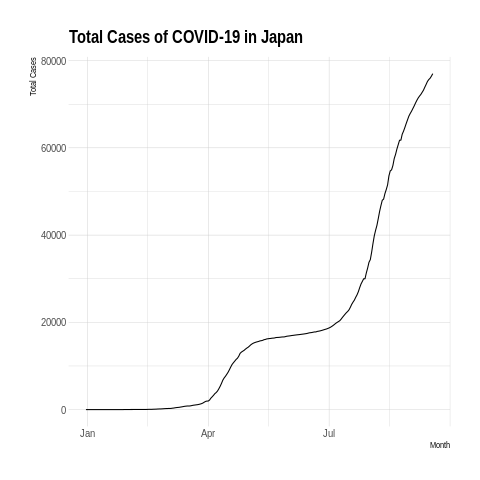 Total Cases of COVID-19 in Japan
Total Cases
80000
60000
40000
20000
0
Jan Apr Jul
Month